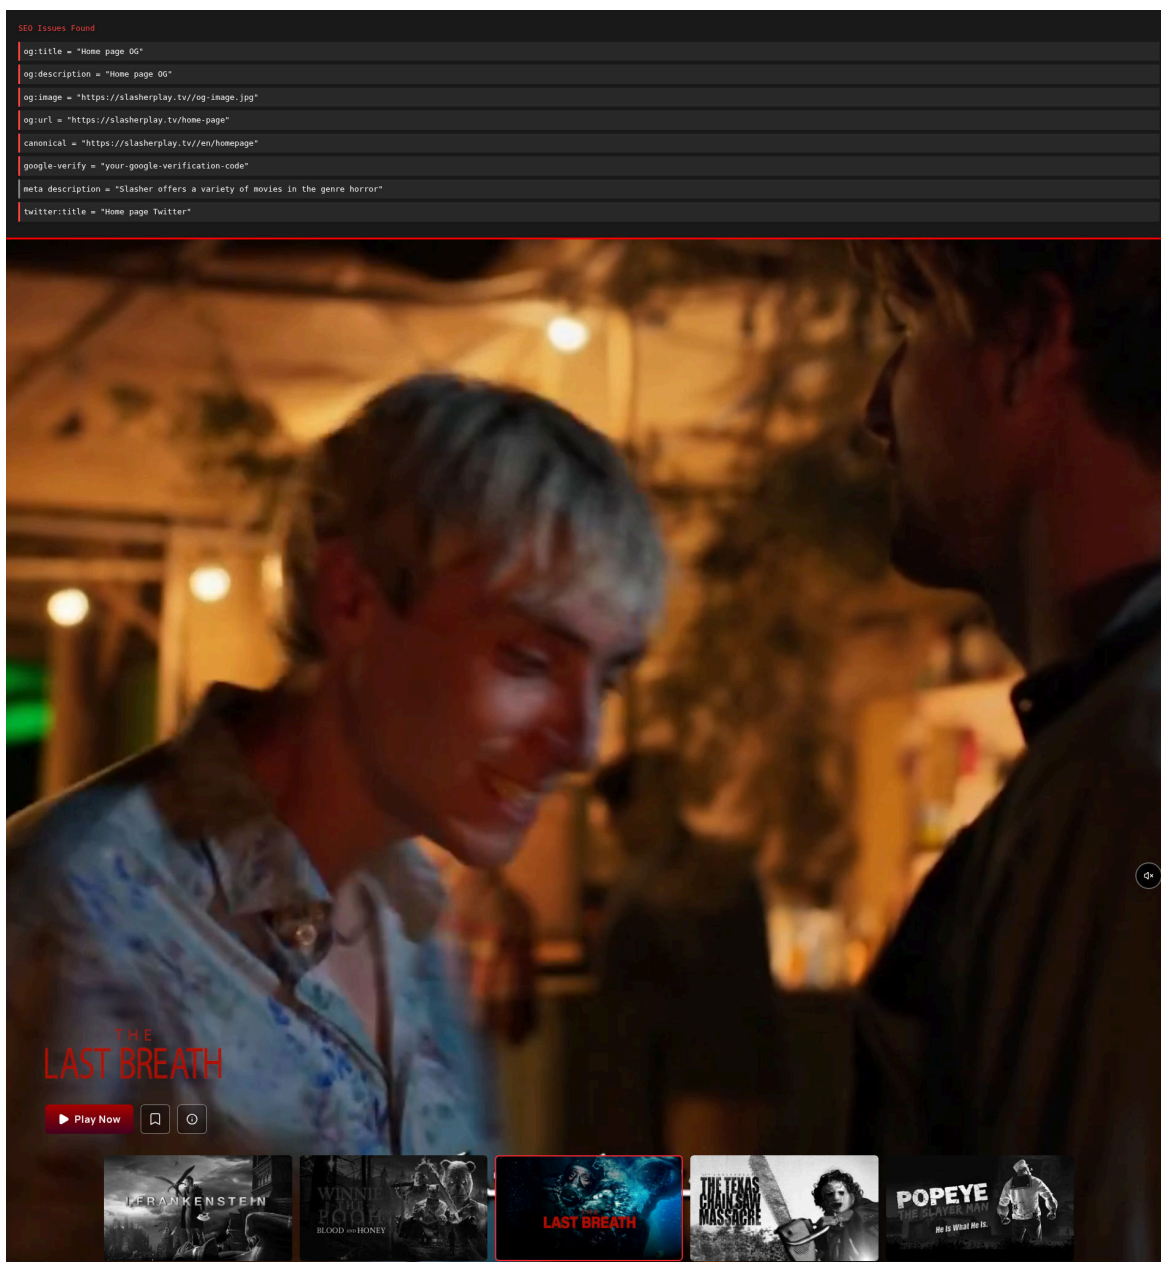 SEO Issues Found
og:title = "Home page OG"
og:description = "Home page OG"
og:image = "https://slasherplay.tv//og-image.jpg"
og:url = "https://slasherplay.tv/home-page"
canonical = "https://slasherplay.tv//en/homepage"
google-verify = "your-google-verification-code"
meta description = "Slasher offers a variety of movies in the genre horror"
twitter:title = "Home page Twitter"
THE
LAST BREATH
Play Now
I, FRANKENSTEIN
WINNIE
POOH
BLOOD AND HONEY
LAST BREATH
THE TEXAS
CHAIN SAW
MASSACRE
POPEYE
THE SLAYER MAN
He Is What He Is.